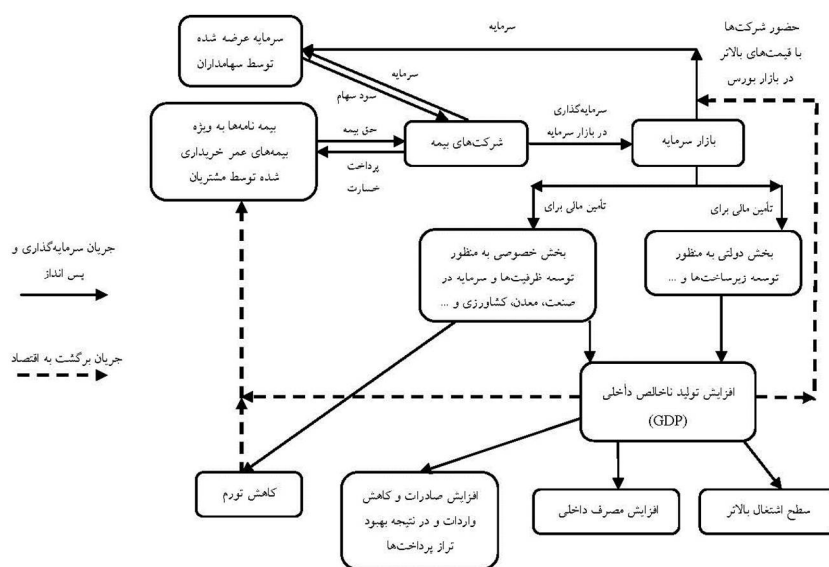 سرمایه عرضه شده
توسط سهامداران
سرمایه
حضور شرکت‌ها
با قیمت‌های بالاتر
در بازار بورس
سرمایه
سود سهام
بیمه نامه‌ها به ویژه
بیمه‌های عمر خریداری
شده توسط مشتریان
حق بیمه
پرداخت
خسارت
شرکت‌های بیمه
سرمایه‌گذاری
در بازار سرمایه
بازار سرمایه
تأمین مالی برای
تأمین مالی برای
بخش خصوصی به منظور
توسعه ظرفیت‌ها و سرمایه در
صنعت، معدن، کشاورزی و ...
بخش دولتی به منظور
توسعه زیرساخت‌ها و ...
جریان سرمایه‌گذاری و
پس انداز
جریان برگشت به اقتصاد
افزایش تولید ناخالص دأخلی
(GDP)
کاهش تورم
افزایش صادرات و کاهش
واردات و در نتیجه بهبود
تراز پرداخت‌ها
افزایش مصرف داخلی
سطح اشتغال بالاتر